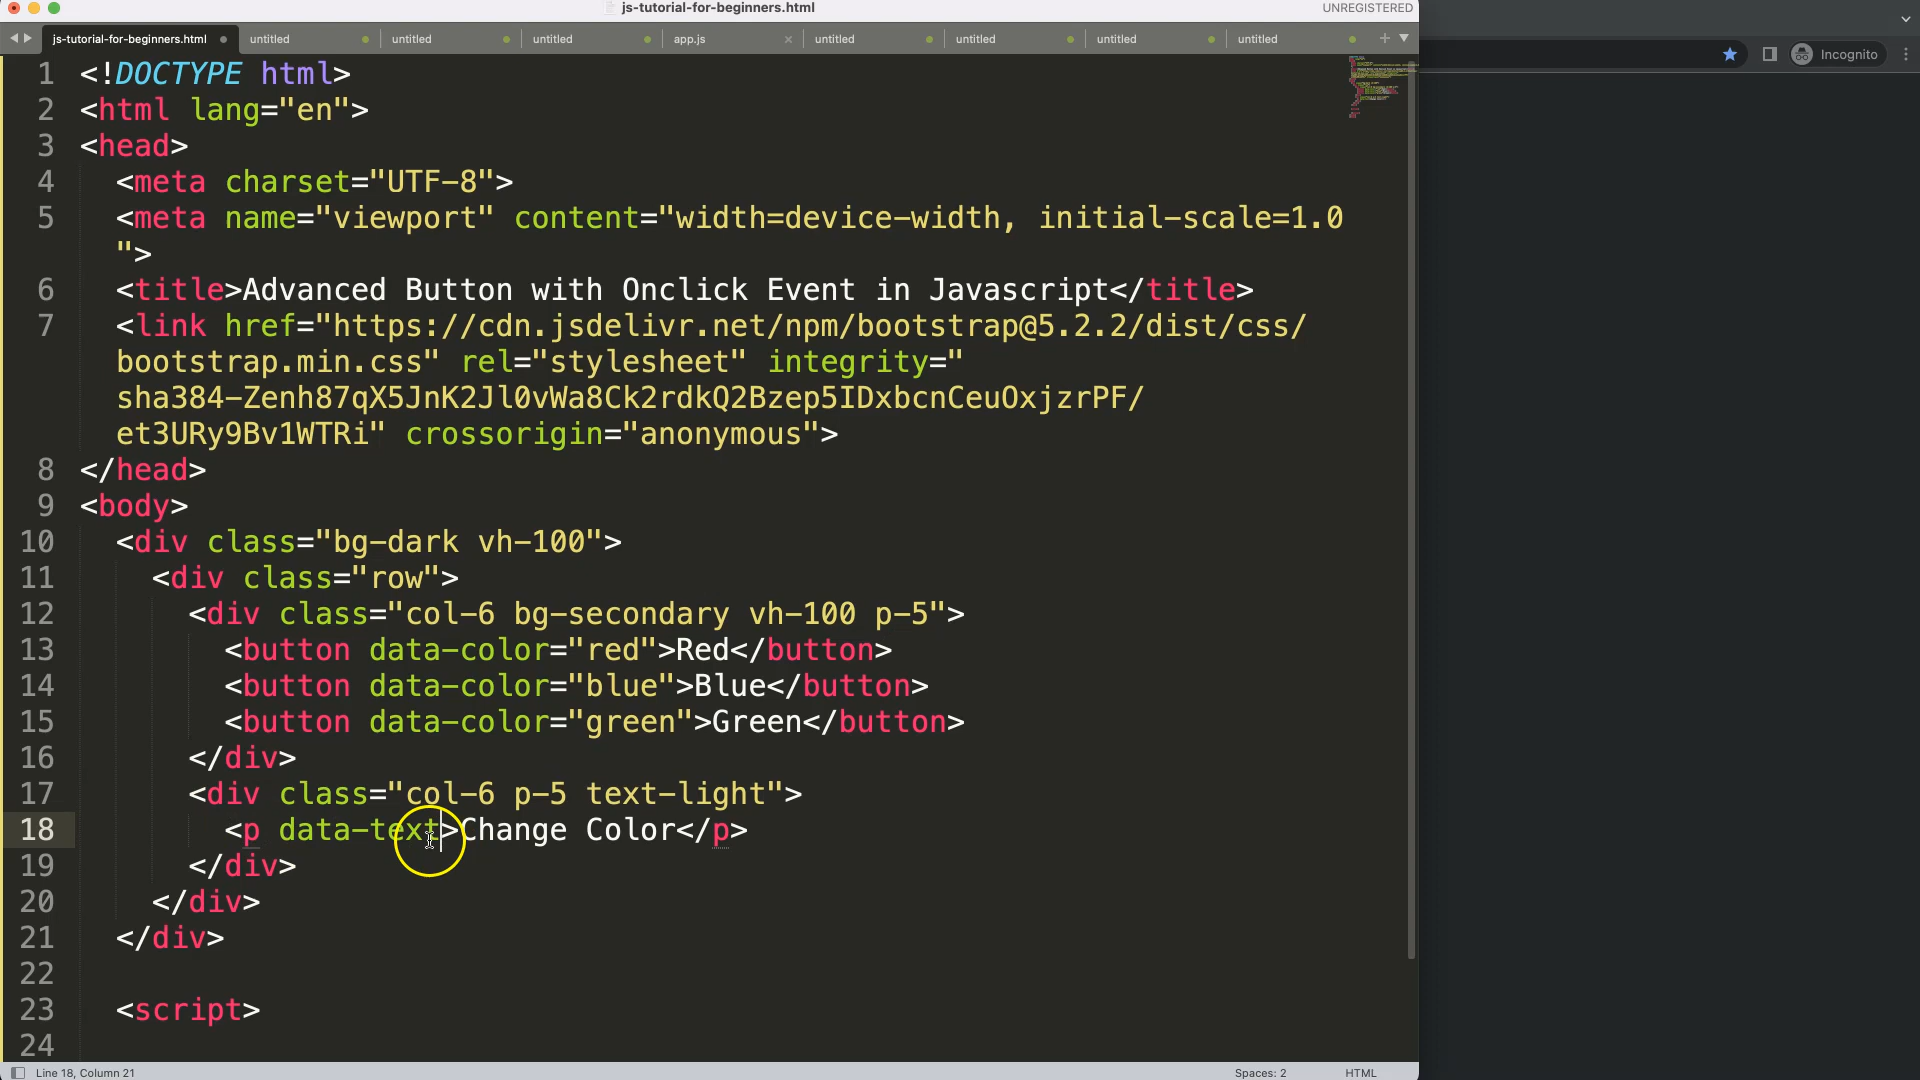 js-tutorial-for-beginners.html
UNREGISTERED
js-tutorial-for-beginners.html untitled untitled untitled app.js untitled untitled untitled untitled
Incognito
1 <!DOCTYPE html>
2 <html lang="en">
3 <head>
4 <meta charset="UTF-8">
5 <meta name="viewport" content="width=device-width, initial-scale=1.0
">
6 <title>Advanced Button with Onclick Event in Javascript</title>
7 <link href="https://cdn.jsdelivr.net/npm/bootstrap@5.2.2/dist/css/
bootstrap.min.css" rel="stylesheet" integrity="
sha384-Zenh87qX5JnK2Jl0vWa8Ck2rdkQ2Bzep5IDxbcnCeuOxjzrPF/
et3URy9Bv1WTRi" crossorigin="anonymous">
8 </head>
9 <body>
10 <div class="bg-dark vh-100">
11 <div class="row">
12 <div class="col-6 bg-secondary vh-100 p-5">
13 <button data-color="red">Red</button>
14 <button data-color="blue">Blue</button>
15 <button data-color="green">Green</button>
16 </div>
17 <div class="col-6 p-5 text-light">
18 <p data-text>Change Color</p>
19 </div>
20 </div>
21 </div>
22
23 <script>
24
Line 18, Column 21
Spaces: 2
HTML